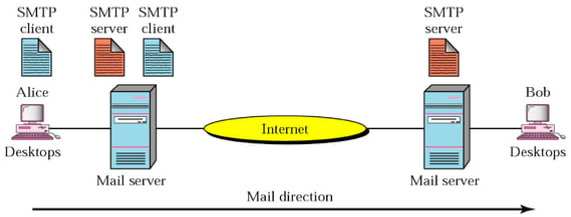 SMTP
client
SMTP
server
SMTP
client
SMTP
server
Alice
Bob
Internet
Desktops
Mail server
Mail server
Desktops
Mail direction